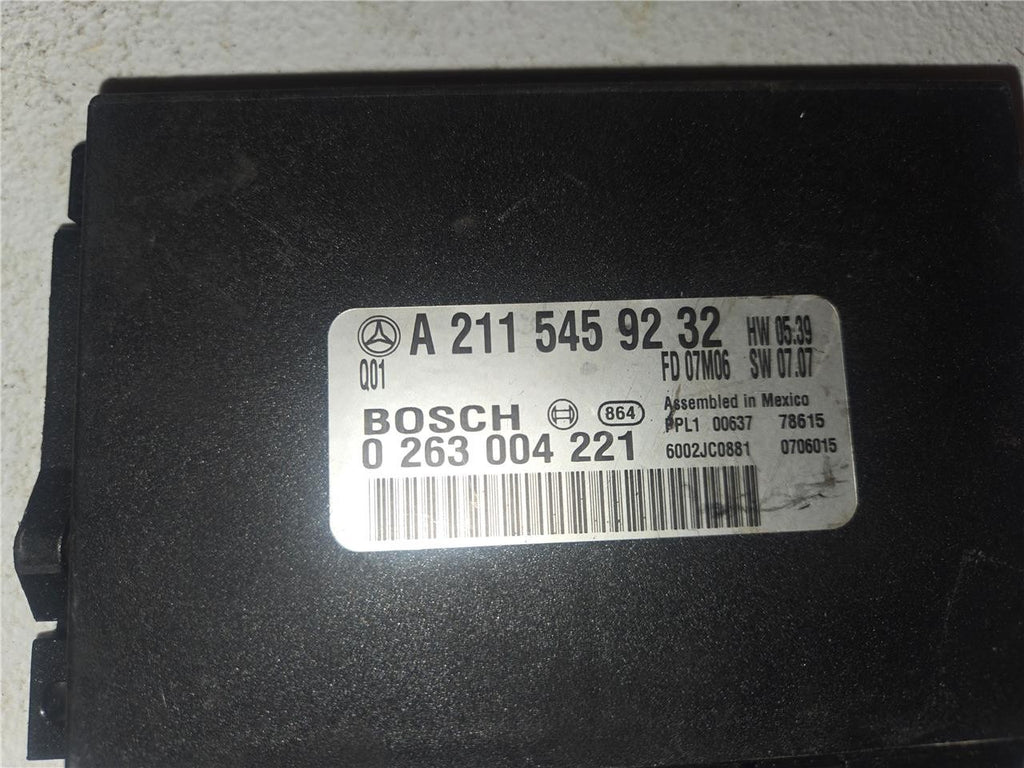 A 211 545 92 32 HW 05.39
Q01 FD 07M06 SW 07.07
BOSCH 864 Assembled in Mexico
PPL1 00637 78615
0 263 004 221 6002JC0881 0706015